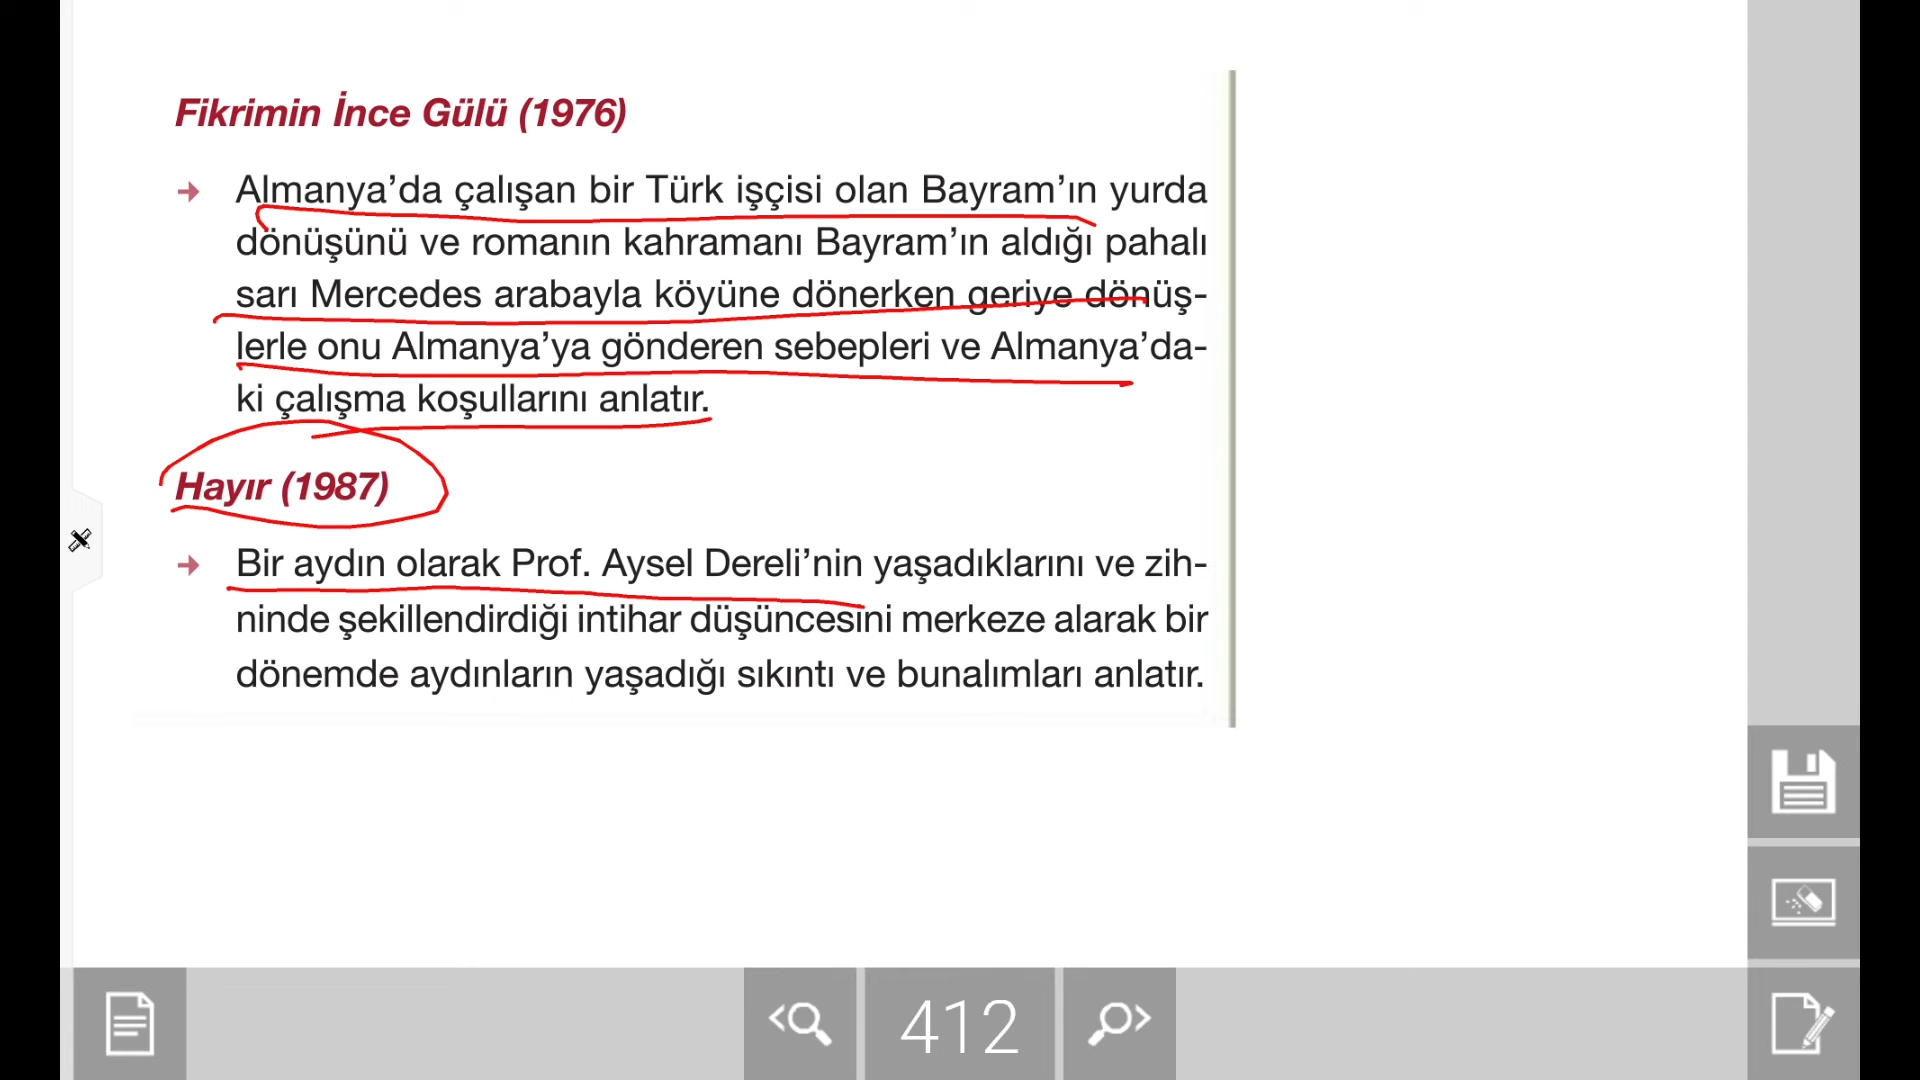 Fikrimin İnce Gülü (1976)
Almanya’da çalışan bir Türk işçisi olan Bayram’ın yurda
dönüşünü ve romanın kahramanı Bayram’ın aldığı pahalı
sarı Mercedes arabayla köyüne dönerken geriye dönüş-
lerle onu Almanya’ya gönderen sebepleri ve Almanya’da-
ki çalışma koşullarını anlatır.
Hayır (1987)
Bir aydın olarak Prof. Aysel Dereli’nin yaşadıklarını ve zih-
ninde şekillendirdiği intihar düşüncesini merkeze alarak bir
dönemde aydınların yaşadığı sıkıntı ve bunalımları anlatır.
412